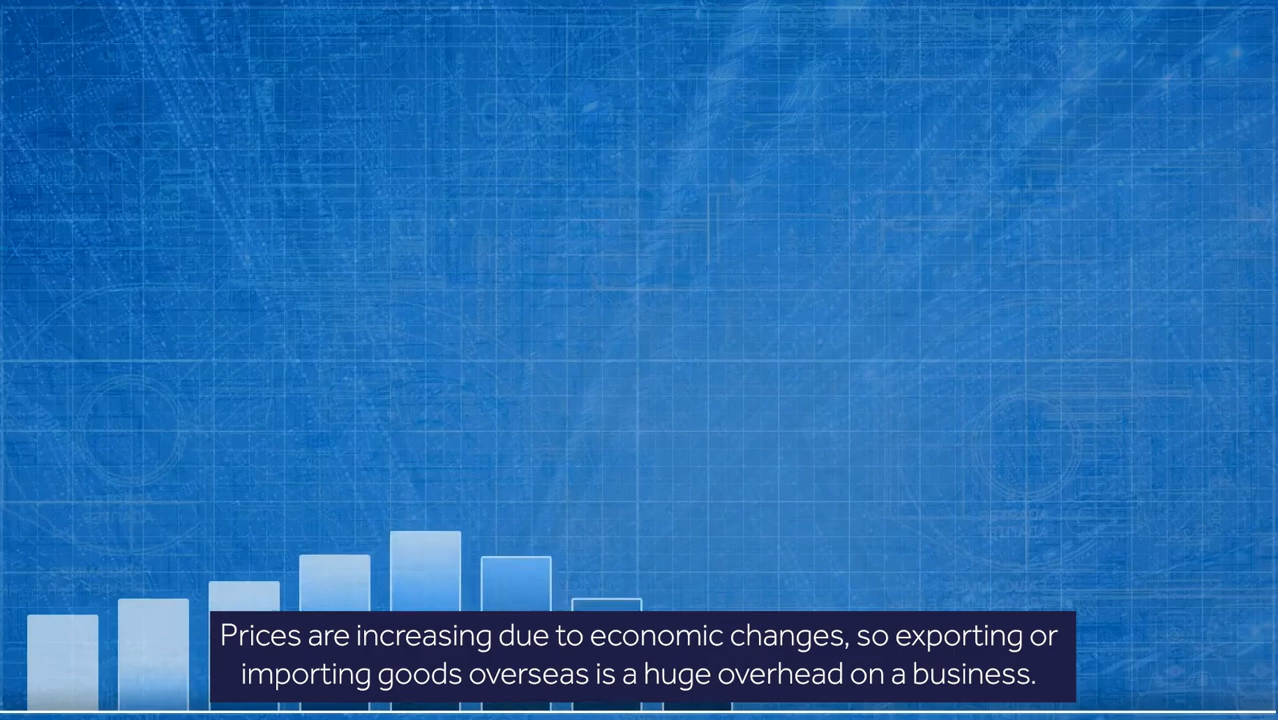 Prices are increasing due to economic changes, so exporting or
importing goods overseas is a huge overhead on a business.